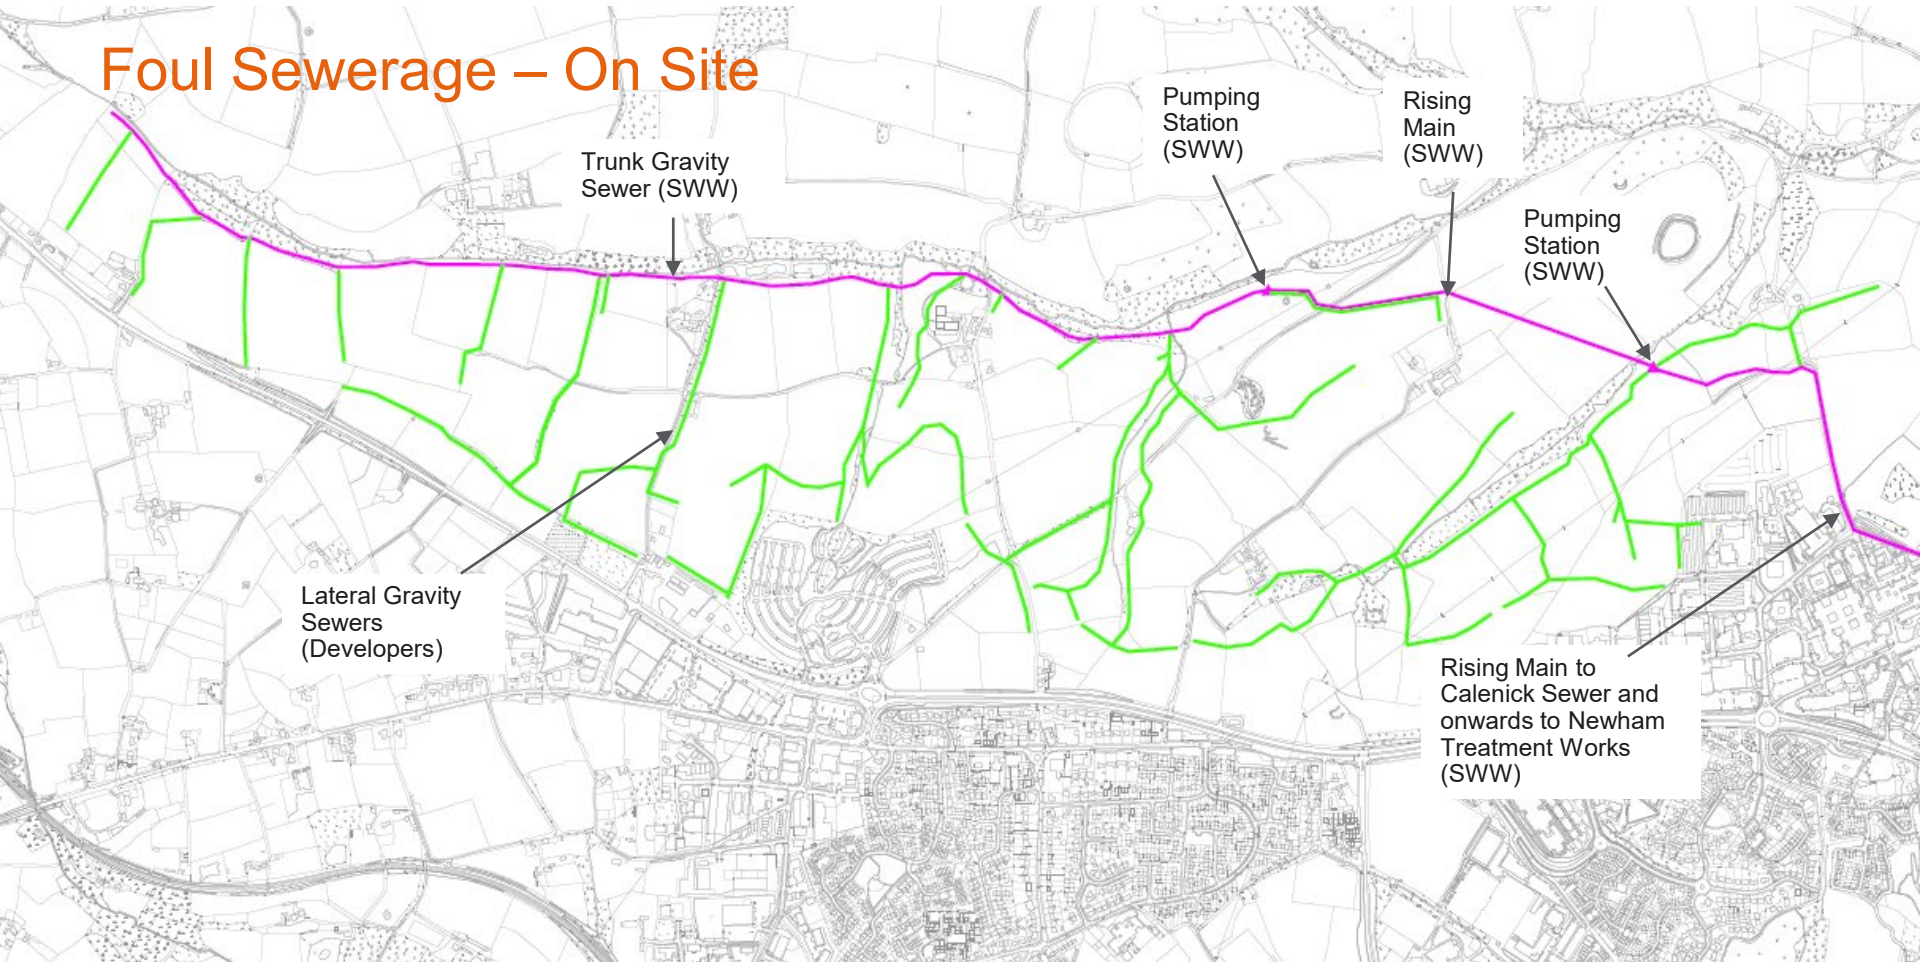 Foul Sewerage – On Site
Trunk Gravity
Sewer (SWW)
Pumping
Station
(SWW)
Rising
Main
(SWW)
Pumping
Station
(SWW)
Lateral Gravity
Sewers
(Developers)
Rising Main to
Calenick Sewer and
onwards to Newham
Treatment Works
(SWW)